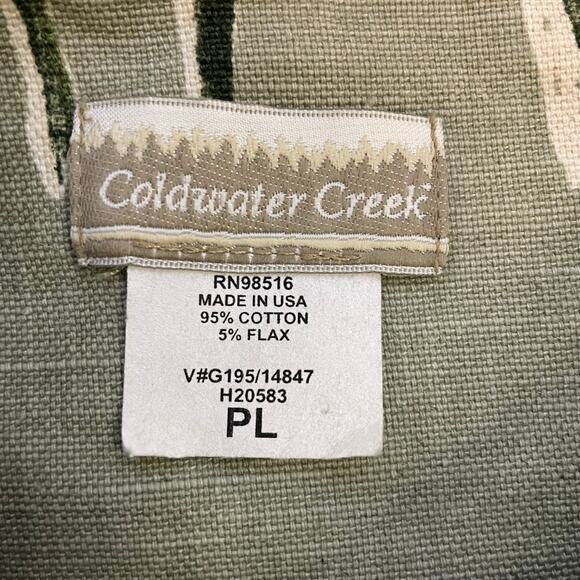 Coldwater Creek
RN98516
MADE IN USA
95% COTTON
5% FLAX
V#G195/14847
H20583
PL